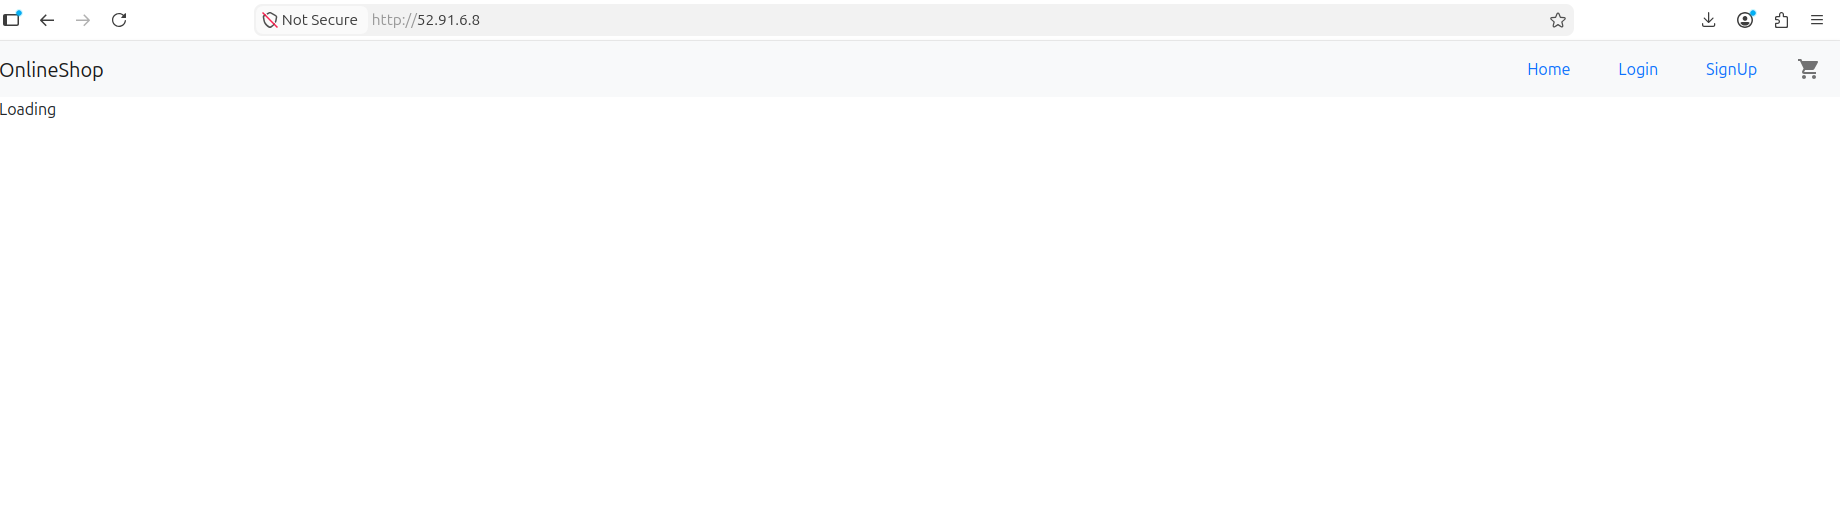 Not Secure http://52.91.6.8
OnlineShop Home Login SignUp
Loading